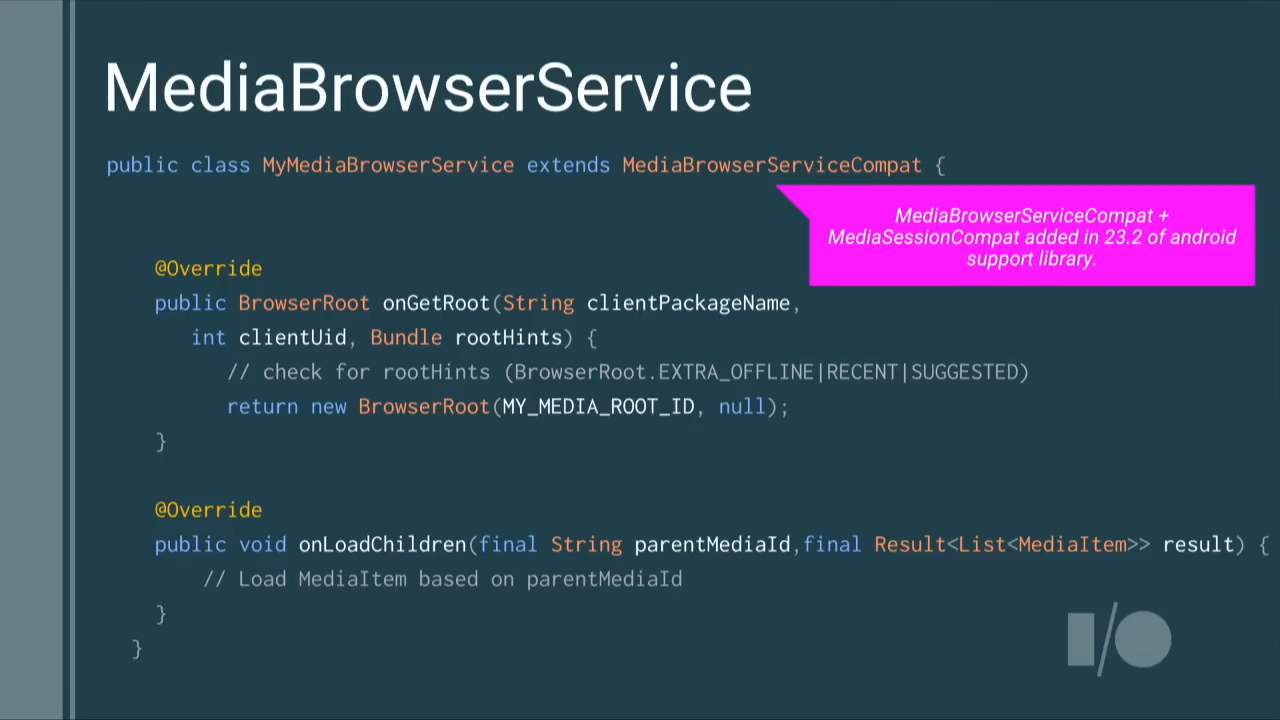 MediaBrowserService
public class MyMediaBrowserService extends MediaBrowserServiceCompat {
MediaBrowserServiceCompat +
MediaSessionCompat added in 23.2 of android
support library.
@Override
public BrowserRoot onGetRoot(String clientPackageName,
int clientUid, Bundle rootHints) {
// check for rootHints (BrowserRoot.EXTRA_OFFLINE|RECENT|SUGGESTED)
return new BrowserRoot(MY_MEDIA_ROOT_ID, null);
}
@Override
public void onLoadChildren(final String parentMediaId,final Result<List<MediaItem>> result) {
// Load MediaItem based on parentMediaId
}
}
I/O